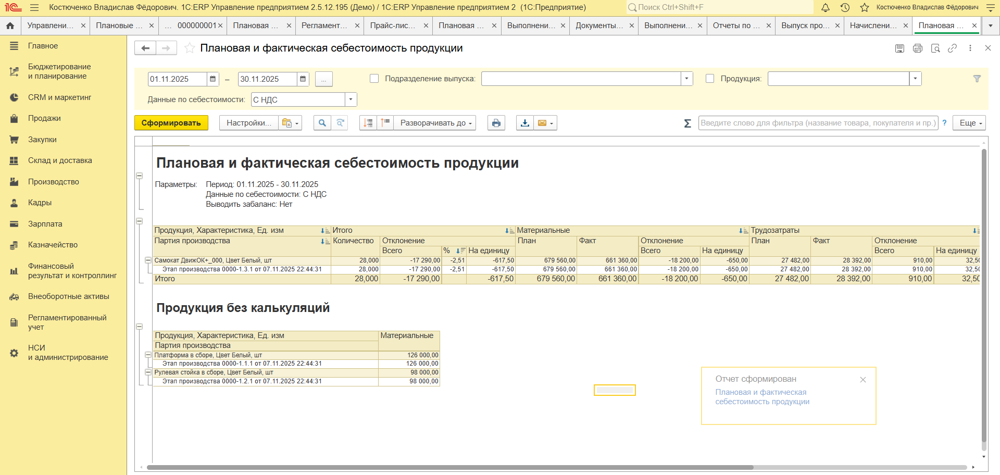 Костюченко Владислав Фёдорович. 1С:ERP Управление предприятием 2.5.12.195 (Демо) / 1С:ERP Управление предприятием 2 (1С:Предприятие)
Поиск Ctrl+Shift+F
Костюченко Владислав Фёдорович
Управлени... × Плановые ... × ... 000000001 × Плановая ... × Регламент... × Прайс-лис... × Плановая ... × Выполнени... × Документы... × Выполнени... × Отчеты по ... × Выпуск про... × Начислени... × Плановая ... ×
Главное
Бюджетирование
и планирование
CRM и маркетинг
Продажи
Закупки
Склад и доставка
Производство
Кадры
Зарплата
Казначейство
Финансовый
результат и контроллинг
Внеоборотные активы
Регламентированный
учет
НСИ
и администрирование
Плановая и фактическая себестоимость продукции
01.11.2025 – 30.11.2025 ... Подразделение выпуска: Продукция:
Данные по себестоимости: С НДС
Сформировать Настройки... Разворачивать до Σ Введите слово для фильтра (название товара, покупателя и пр.) ? Еще
Плановая и фактическая себестоимость продукции
Параметры: Период: 01.11.2025 - 30.11.2025
Данные по себестоимости: С НДС
Выводить забаланс: Нет
Продукция, Характеристика, Ед. изм Итого Материальные Трудозатраты
Партия производства Количество Отклонение План Факт Отклонение План Факт Отклонение
Всего % На единицу Всего На единицу Всего На единицу
Самокат ДвижОК+_000, Цвет Белый, шт 28,000 -17 290,00 -2,51 -617,50 679 560,00 661 360,00 -18 200,00 -650,00 27 482,00 28 392,00 910,00 32,50
Этап производства 0000-1.3.1 от 07.11.2025 22:44:31 28,000 -17 290,00 -2,51 -617,50 679 560,00 661 360,00 -18 200,00 -650,00 27 482,00 28 392,00 910,00 32,50
Итого 28,000 -17 290,00 -617,50 679 560,00 661 360,00 -18 200,00 -650,00 27 482,00 28 392,00 910,00 32,50
Продукция без калькуляций
Продукция, Характеристика, Ед. изм Материальные
Партия производства
Платформа в сборе, Цвет Белый, шт 126 000,00
Этап производства 0000-1.1.1 от 07.11.2025 22:44:31 126 000,00
Рулевая стойка в сборе, Цвет Белый, шт 98 000,00
Этап производства 0000-1.2.1 от 07.11.2025 22:44:31 98 000,00
Отчет сформирован
Плановая и фактическая
себестоимость продукции